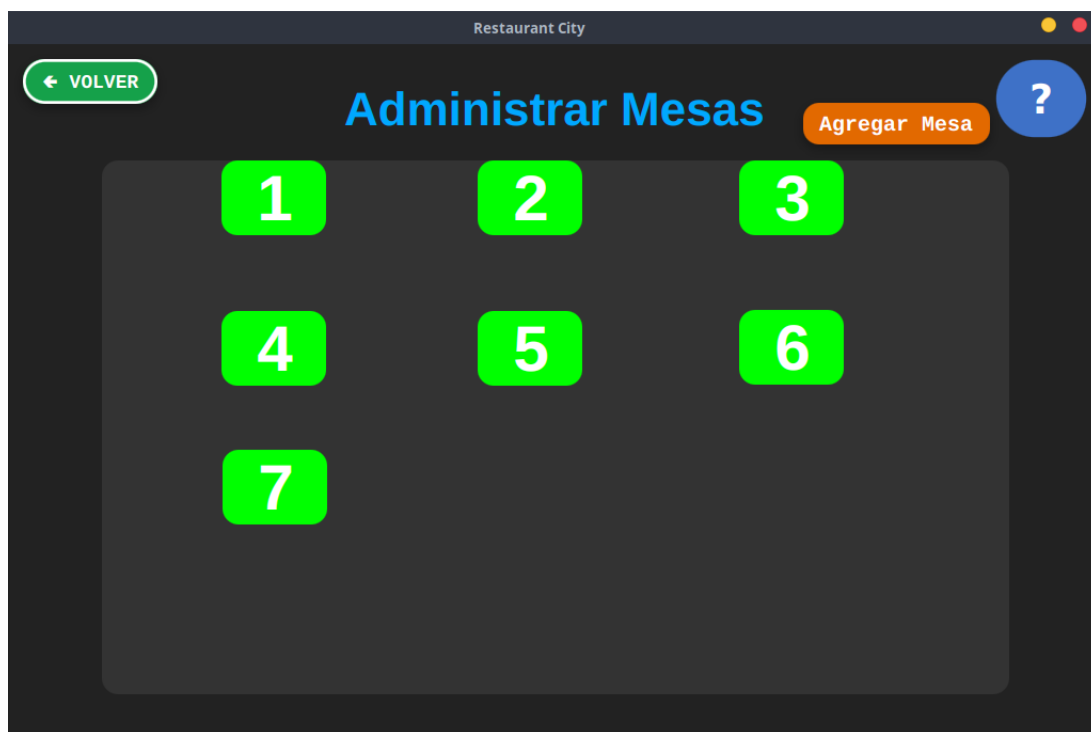 Restaurant City
← VOLVER
Administrar Mesas
Agregar Mesa
?
1 2 3
4 5 6
7